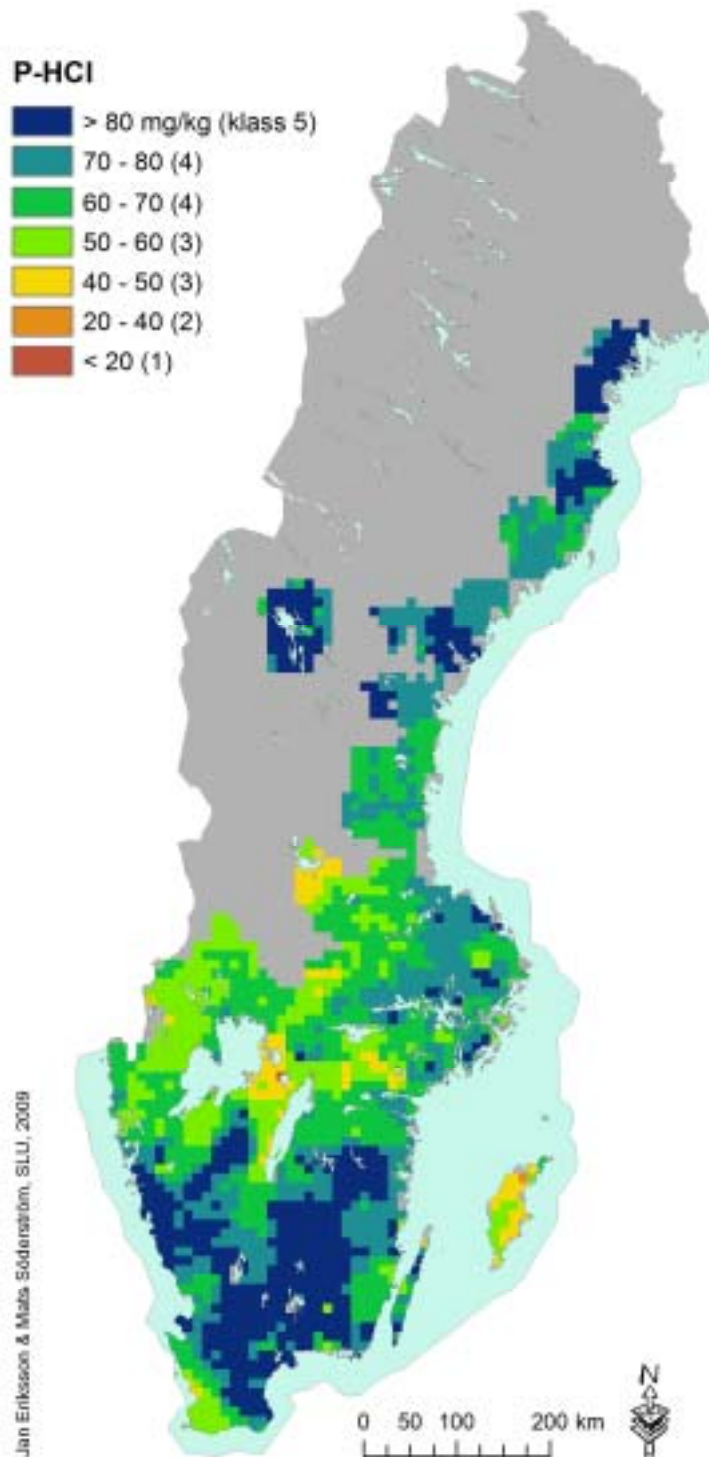 P-HCl
> 80 mg/kg (klass 5)
70 - 80 (4)
60 - 70 (4)
50 - 60 (3)
40 - 50 (3)
20 - 40 (2)
< 20 (1)
Jan Eriksson & Mats Söderström, SLU, 2009
N
0 50 100 200 km